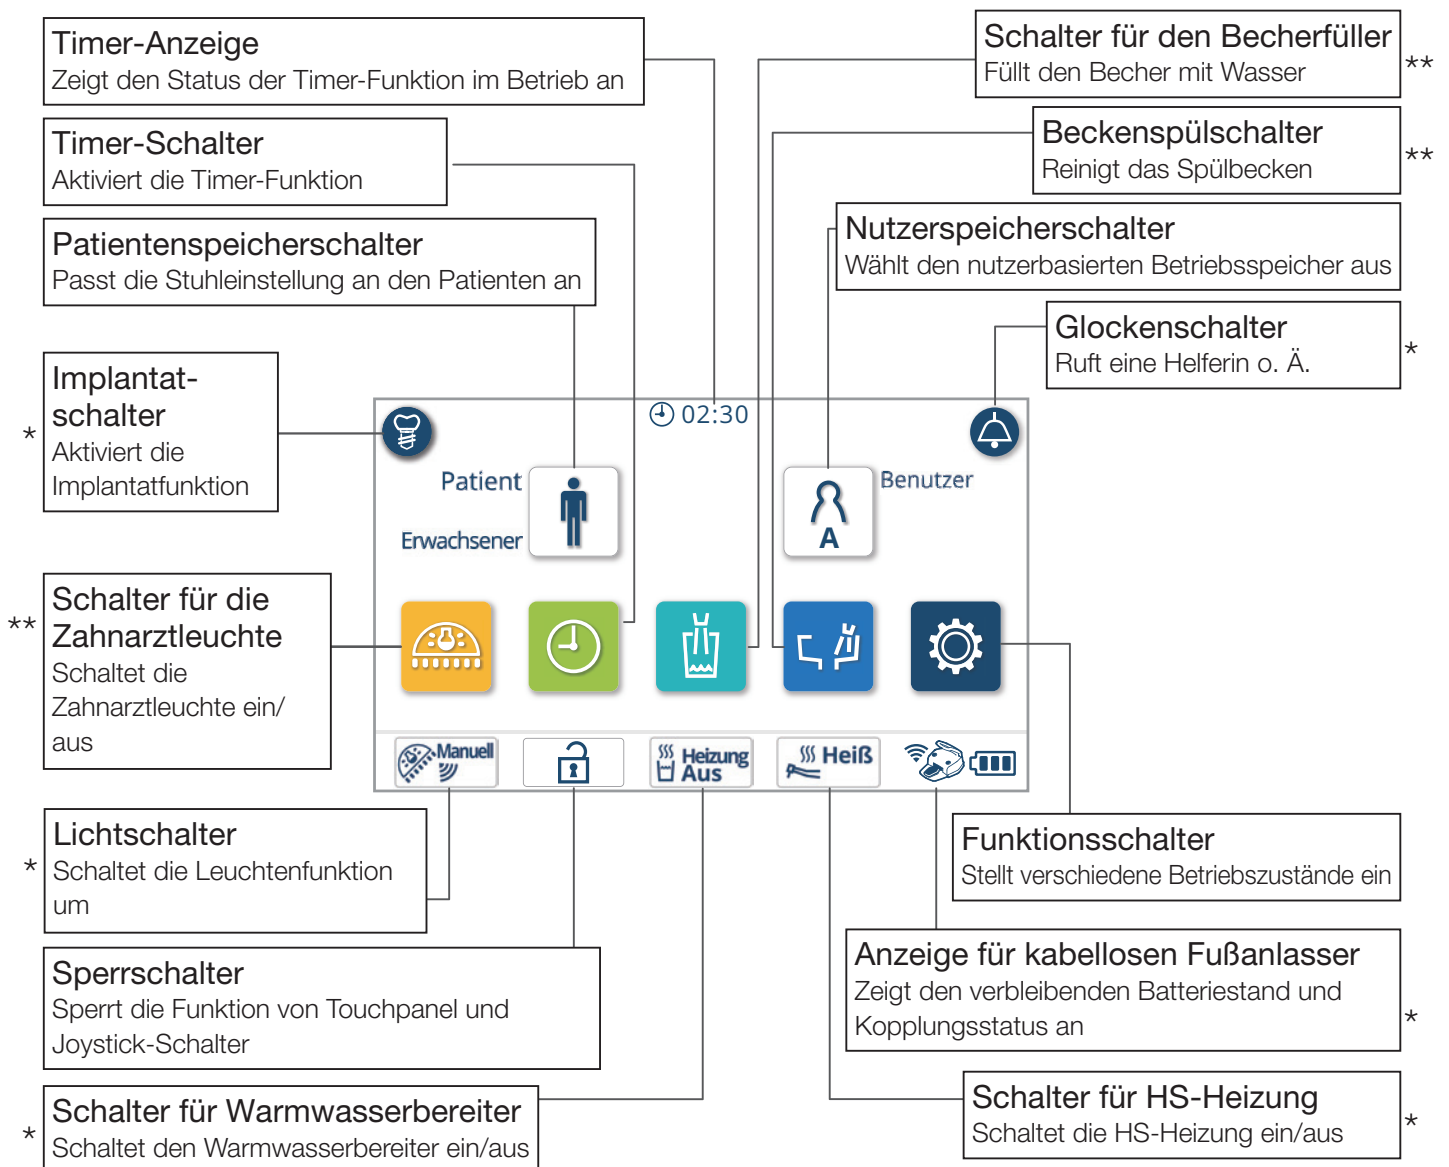 Timer-Anzeige
Zeigt den Status der Timer-Funktion im Betrieb an
Schalter für den Becherfüller
Füllt den Becher mit Wasser
**
Timer-Schalter
Aktiviert die Timer-Funktion
Beckenspülschalter
Reinigt das Spülbecken
**
Patientenspeicherschalter
Passt die Stuhleinstellung an den Patienten an
Nutzerspeicherschalter
Wählt den nutzerbasierten Betriebsspeicher aus
Glockenschalter
Ruft eine Helferin o. Ä.
*
*
Implantat-
schalter
Aktiviert die
Implantatfunktion
02:30
Patient
Erwachsener
A
Benutzer
**
Schalter für die
Zahnarztleuchte
Schaltet die
Zahnarztleuchte ein/
aus
Manuell
Heizung
Aus
Heiß
*
Lichtschalter
Schaltet die Leuchtenfunktion
um
Funktionsschalter
Stellt verschiedene Betriebszustände ein
Sperrschalter
Sperrt die Funktion von Touchpanel und
Joystick-Schalter
Anzeige für kabellosen Fußanlasser
Zeigt den verbleibenden Batteriestand und
Kopplungsstatus an
*
*
Schalter für Warmwasserbereiter
Schaltet den Warmwasserbereiter ein/aus
Schalter für HS-Heizung
Schaltet die HS-Heizung ein/aus
*